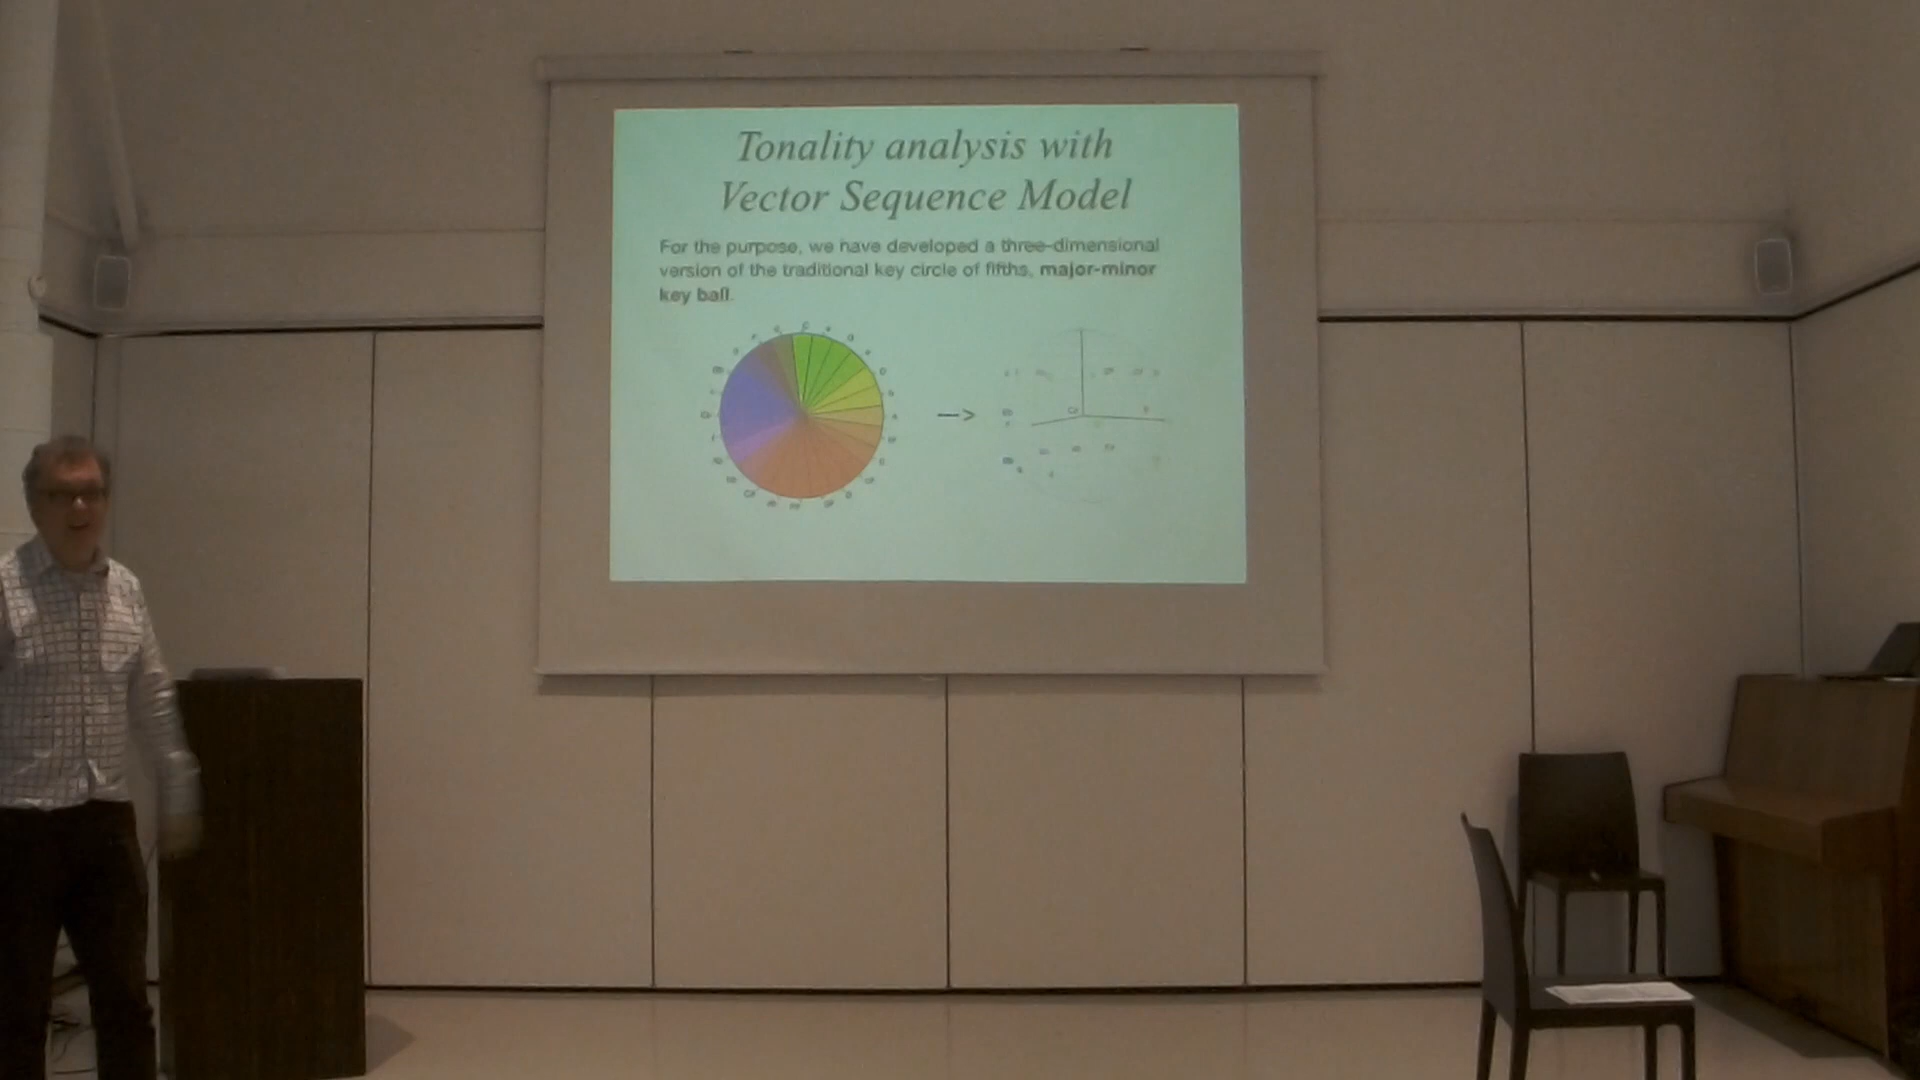 Tonality analysis with
Vector Sequence Model
For the purpose, we have developed a three-dimensional
version of the traditional key circle of fifths, major-minor
key ball.
-->